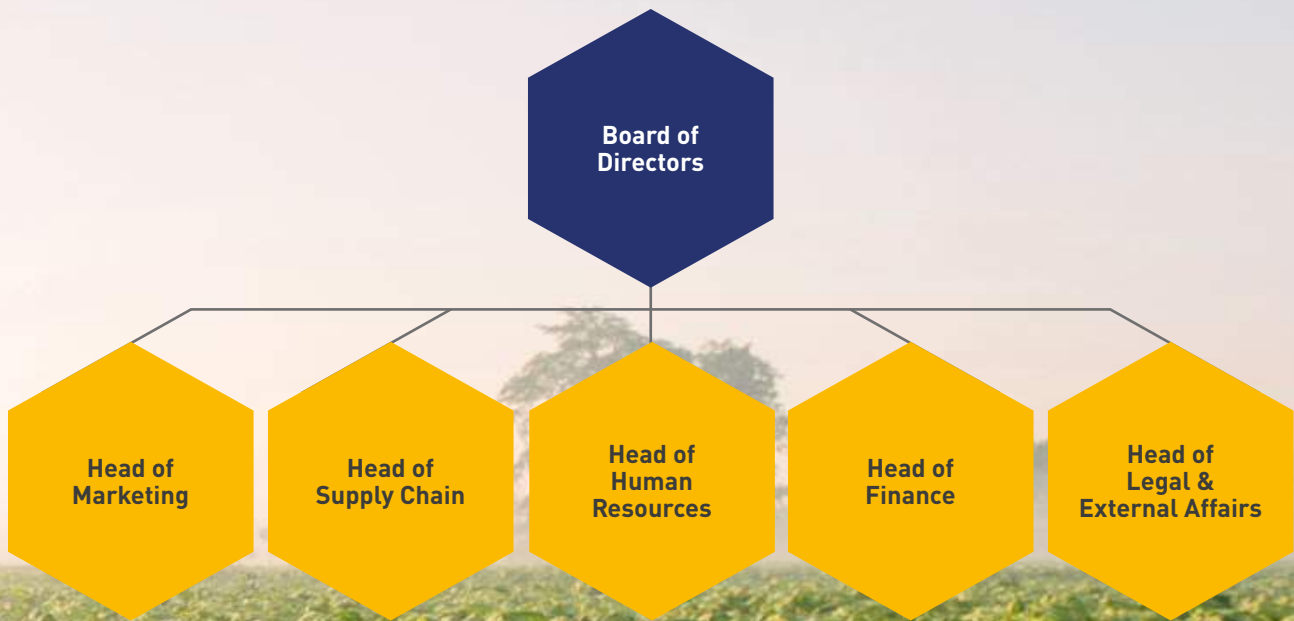 Board of
Directors
Head of
Marketing
Head of
Supply Chain
Head of
Human
Resources
Head of
Finance
Head of
Legal &
External Affairs